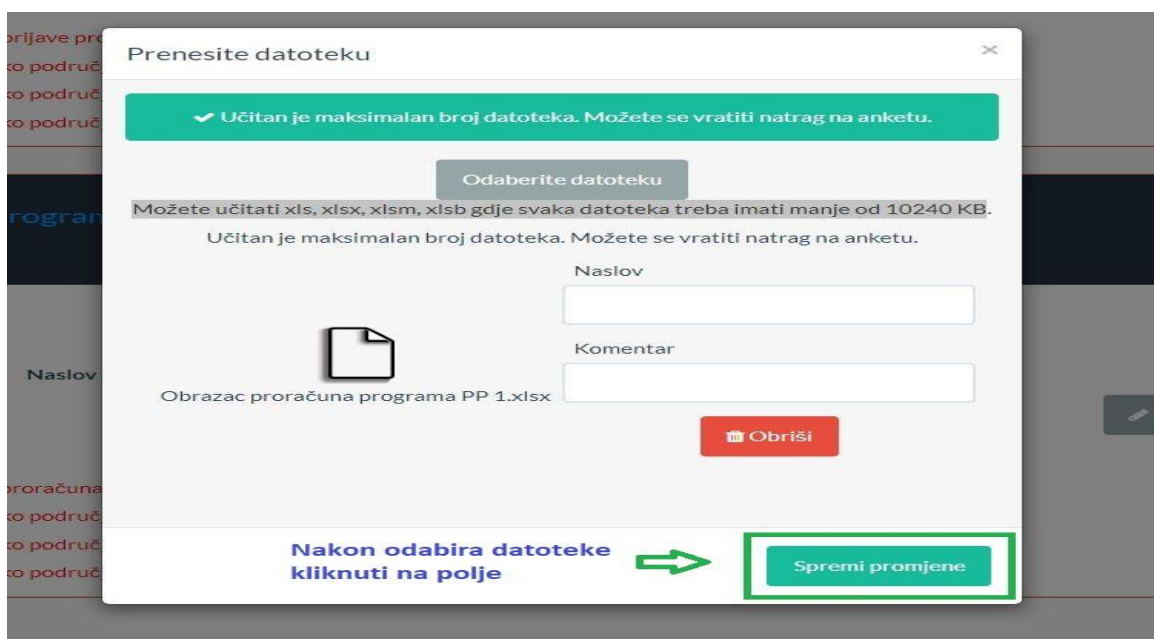 Prenesite datoteku
×
Učitan je maksimalan broj datoteka. Možete se vratiti natrag na anketu.
Odaberite datoteku
Možete učitati xls, xlsx, xlsm, xlsb gdje svaka datoteka treba imati manje od 10240 KB.
Učitan je maksimalan broj datoteka. Možete se vratiti natrag na anketu.
Naslov
Komentar
Naslov
Obrazac proračuna programa PP 1.xlsx
Obriši
Nakon odabira datoteke
kliknuti na polje
Spremi promjene